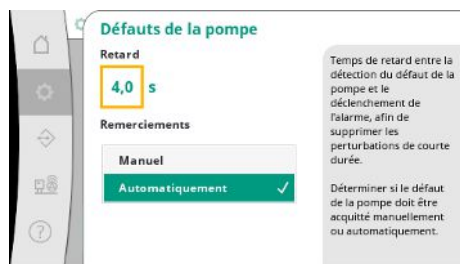 Défauts de la pompe
Retard
4,0 s
Remerciements
Manuel
Automatiquement
Temps de retard entre la
détection du défaut de la
pompe et le
déclenchement de
l'alarme, afin de
supprimer les
perturbations de courte
durée.
Déterminer si le défaut
de la pompe doit être
acquitté manuellement
ou automatiquement.
?